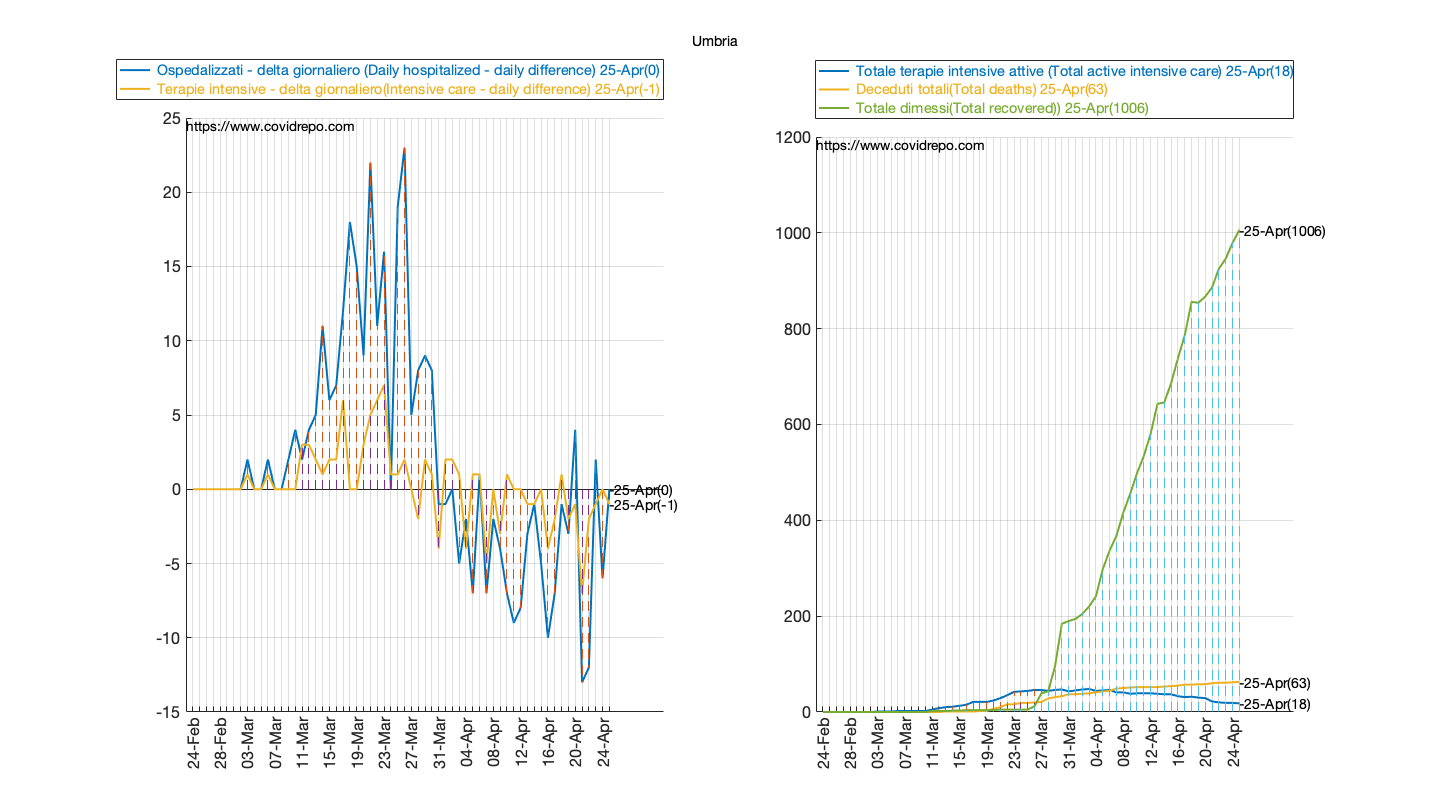 Umbria
Ospedalizzati - delta giornaliero (Daily hospitalized - daily difference) 25-Apr(0)
Terapie intensive - delta giornaliero(Intensive care - daily difference) 25-Apr(-1)
https://www.covidrepo.com
25
20
15
10
5
0
-5
-10
-15
-25-Apr(0)
-25-Apr(-1)
24-Feb
28-Feb
03-Mar
07-Mar
11-Mar
15-Mar
19-Mar
23-Mar
27-Mar
31-Mar
04-Apr
08-Apr
12-Apr
16-Apr
20-Apr
24-Apr
Totale terapie intensive attive (Total active intensive care) 25-Apr(18)
Deceduti totali(Total deaths) 25-Apr(63)
Totale dimessi(Total recovered)) 25-Apr(1006)
https://www.covidrepo.com
1200
1000
800
600
400
200
0
-25-Apr(1006)
-25-Apr(63)
-25-Apr(18)
24-Feb
28-Feb
03-Mar
07-Mar
11-Mar
15-Mar
19-Mar
23-Mar
27-Mar
31-Mar
04-Apr
08-Apr
12-Apr
16-Apr
20-Apr
24-Apr